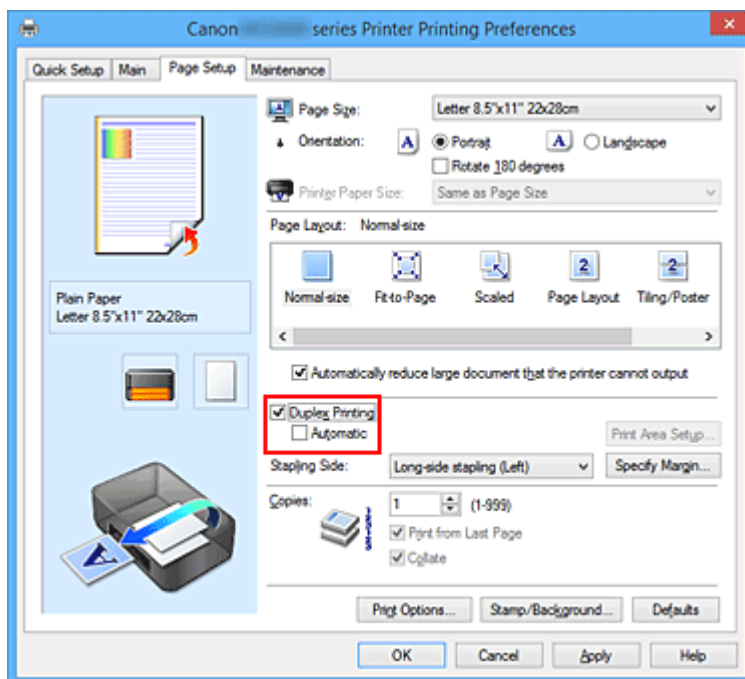 Canon series Printer Printing Preferences
Quick Setup Main Page Setup Maintenance
Page Size: Letter 8.5"x11" 22x28cm
Orientation: A Portrait A Landscape
Rotate 180 degrees
Printer Paper Size: Same as Page Size
Page Layout: Normal-size
2 2
Normal-size Fit-to-Page Scaled Page Layout Tiling/Poster
Plain Paper
Letter 8.5"x11" 22x28cm
Automatically reduce large document that the printer cannot output
Duplex Printing
Automatic
Print Area Setup...
Stapling Side: Long-side stapling (Left) Specify Margin...
Copies: 1 (1-999)
Print from Last Page
Collate
A
Print Options... Stamp/Background... Defaults
OK Cancel Apply Help